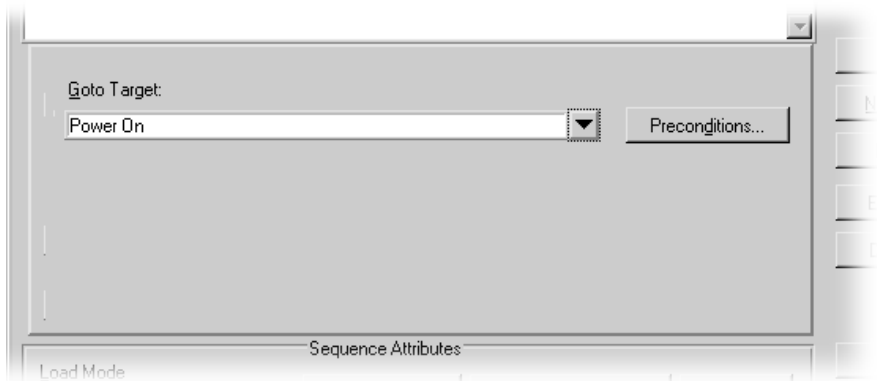 Goto Target:
Power On
Preconditions...
Sequence Attributes
Load Mode